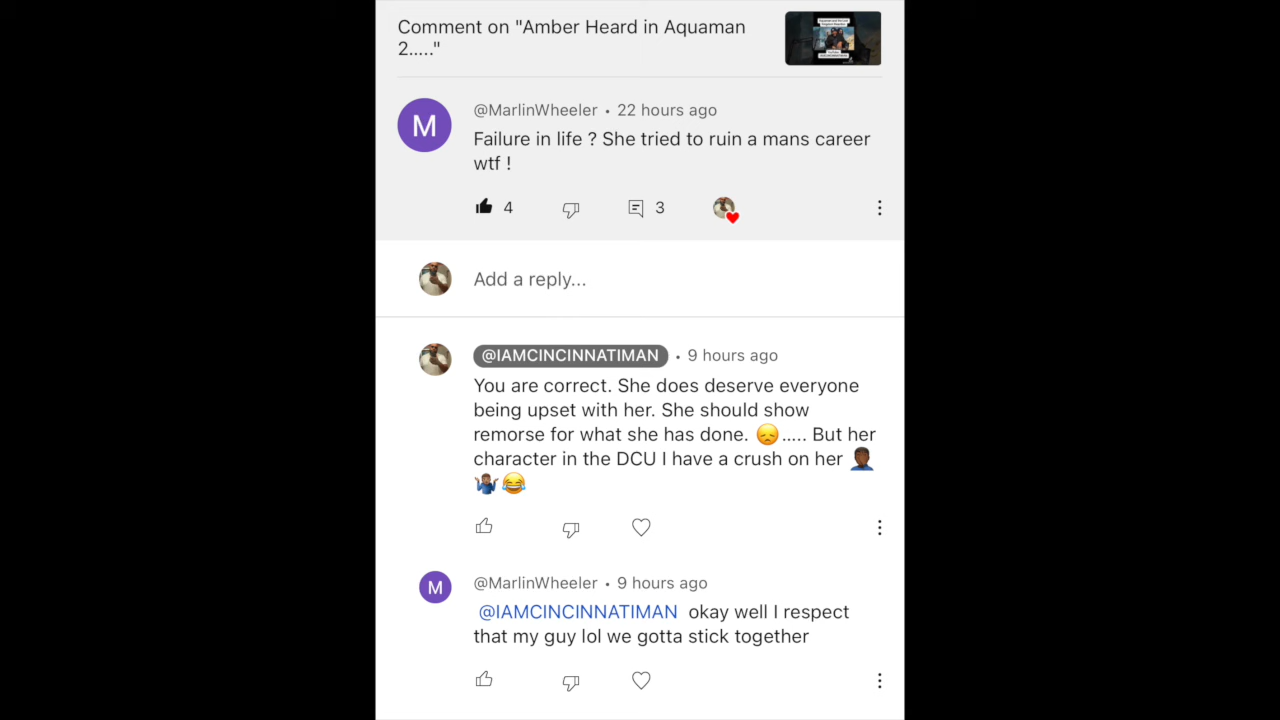 Comment on "Amber Heard in Aquaman
2....."
@MarlinWheeler • 22 hours ago
Failure in life ? She tried to ruin a mans career
wtf !
4
3
M
Add a reply...
@IAMCINCINNATIMAN • 9 hours ago
You are correct. She does deserve everyone
being upset with her. She should show
remorse for what she has done. 😞..... But her
character in the DCU I have a crush on her 🤦🏾‍♂️
🤷🏽‍♂️😂
M
@MarlinWheeler • 9 hours ago
@IAMCINCINNATIMAN okay well I respect
that my guy lol we gotta stick together